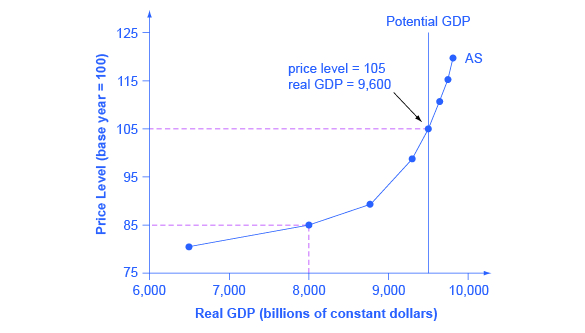 Potential GDP
125
AS
price level = 105
real GDP = 9,600
115
105
95
85
75
Price Level (base year = 100)
6,000 7,000 8,000 9,000 10,000
Real GDP (billions of constant dollars)